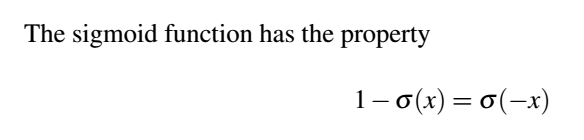 The sigmoid function has the property
1 − σ(x) = σ(−x)